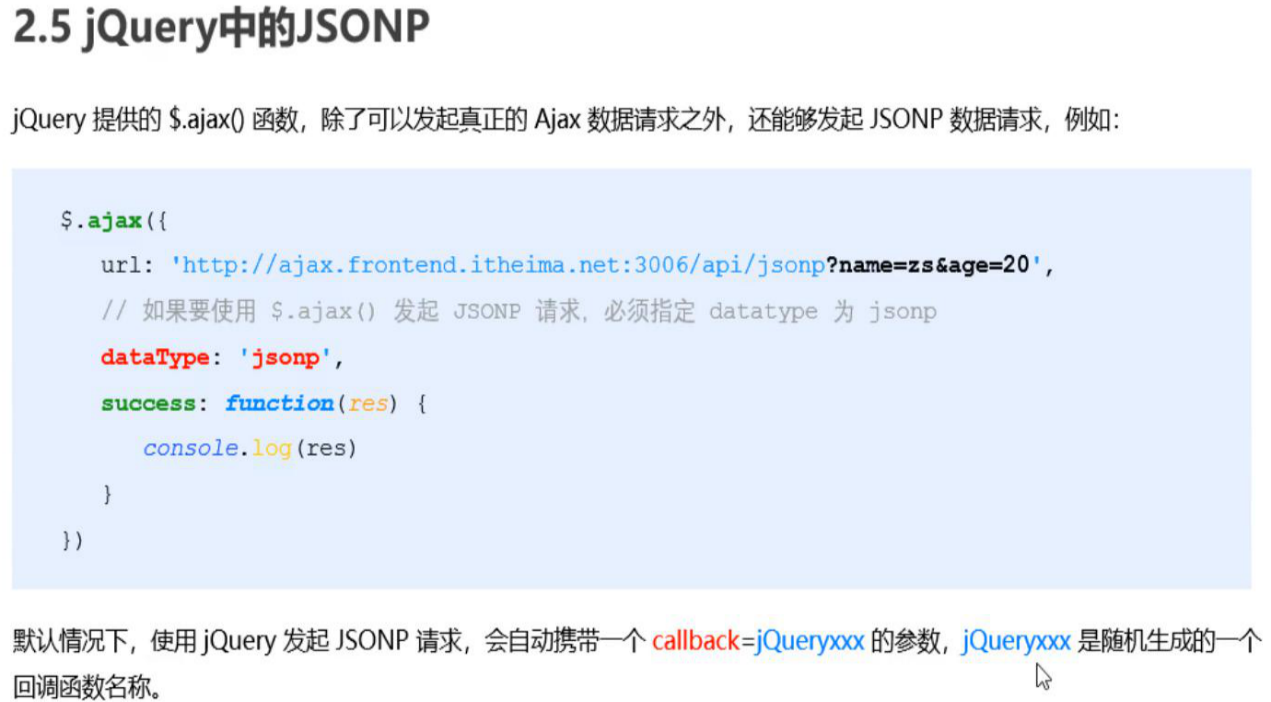 2.5 jQuery中的JSONP
jQuery 提供的 $.ajax() 函数，除了可以发起真正的 Ajax 数据请求之外，还能够发起 JSONP 数据请求，例如：
$.ajax({
url: 'http://ajax.frontend.itheima.net:3006/api/jsonp?name=zs&age=20',
// 如果要使用 $.ajax() 发起 JSONP 请求，必须指定 datatype 为 jsonp
dataType: 'jsonp',
success: function(res) {
console.log(res)
}
})
默认情况下，使用 jQuery 发起 JSONP 请求，会自动携带一个 callback=jQueryxxx 的参数，jQueryxxx 是随机生成的一个
回调函数名称。